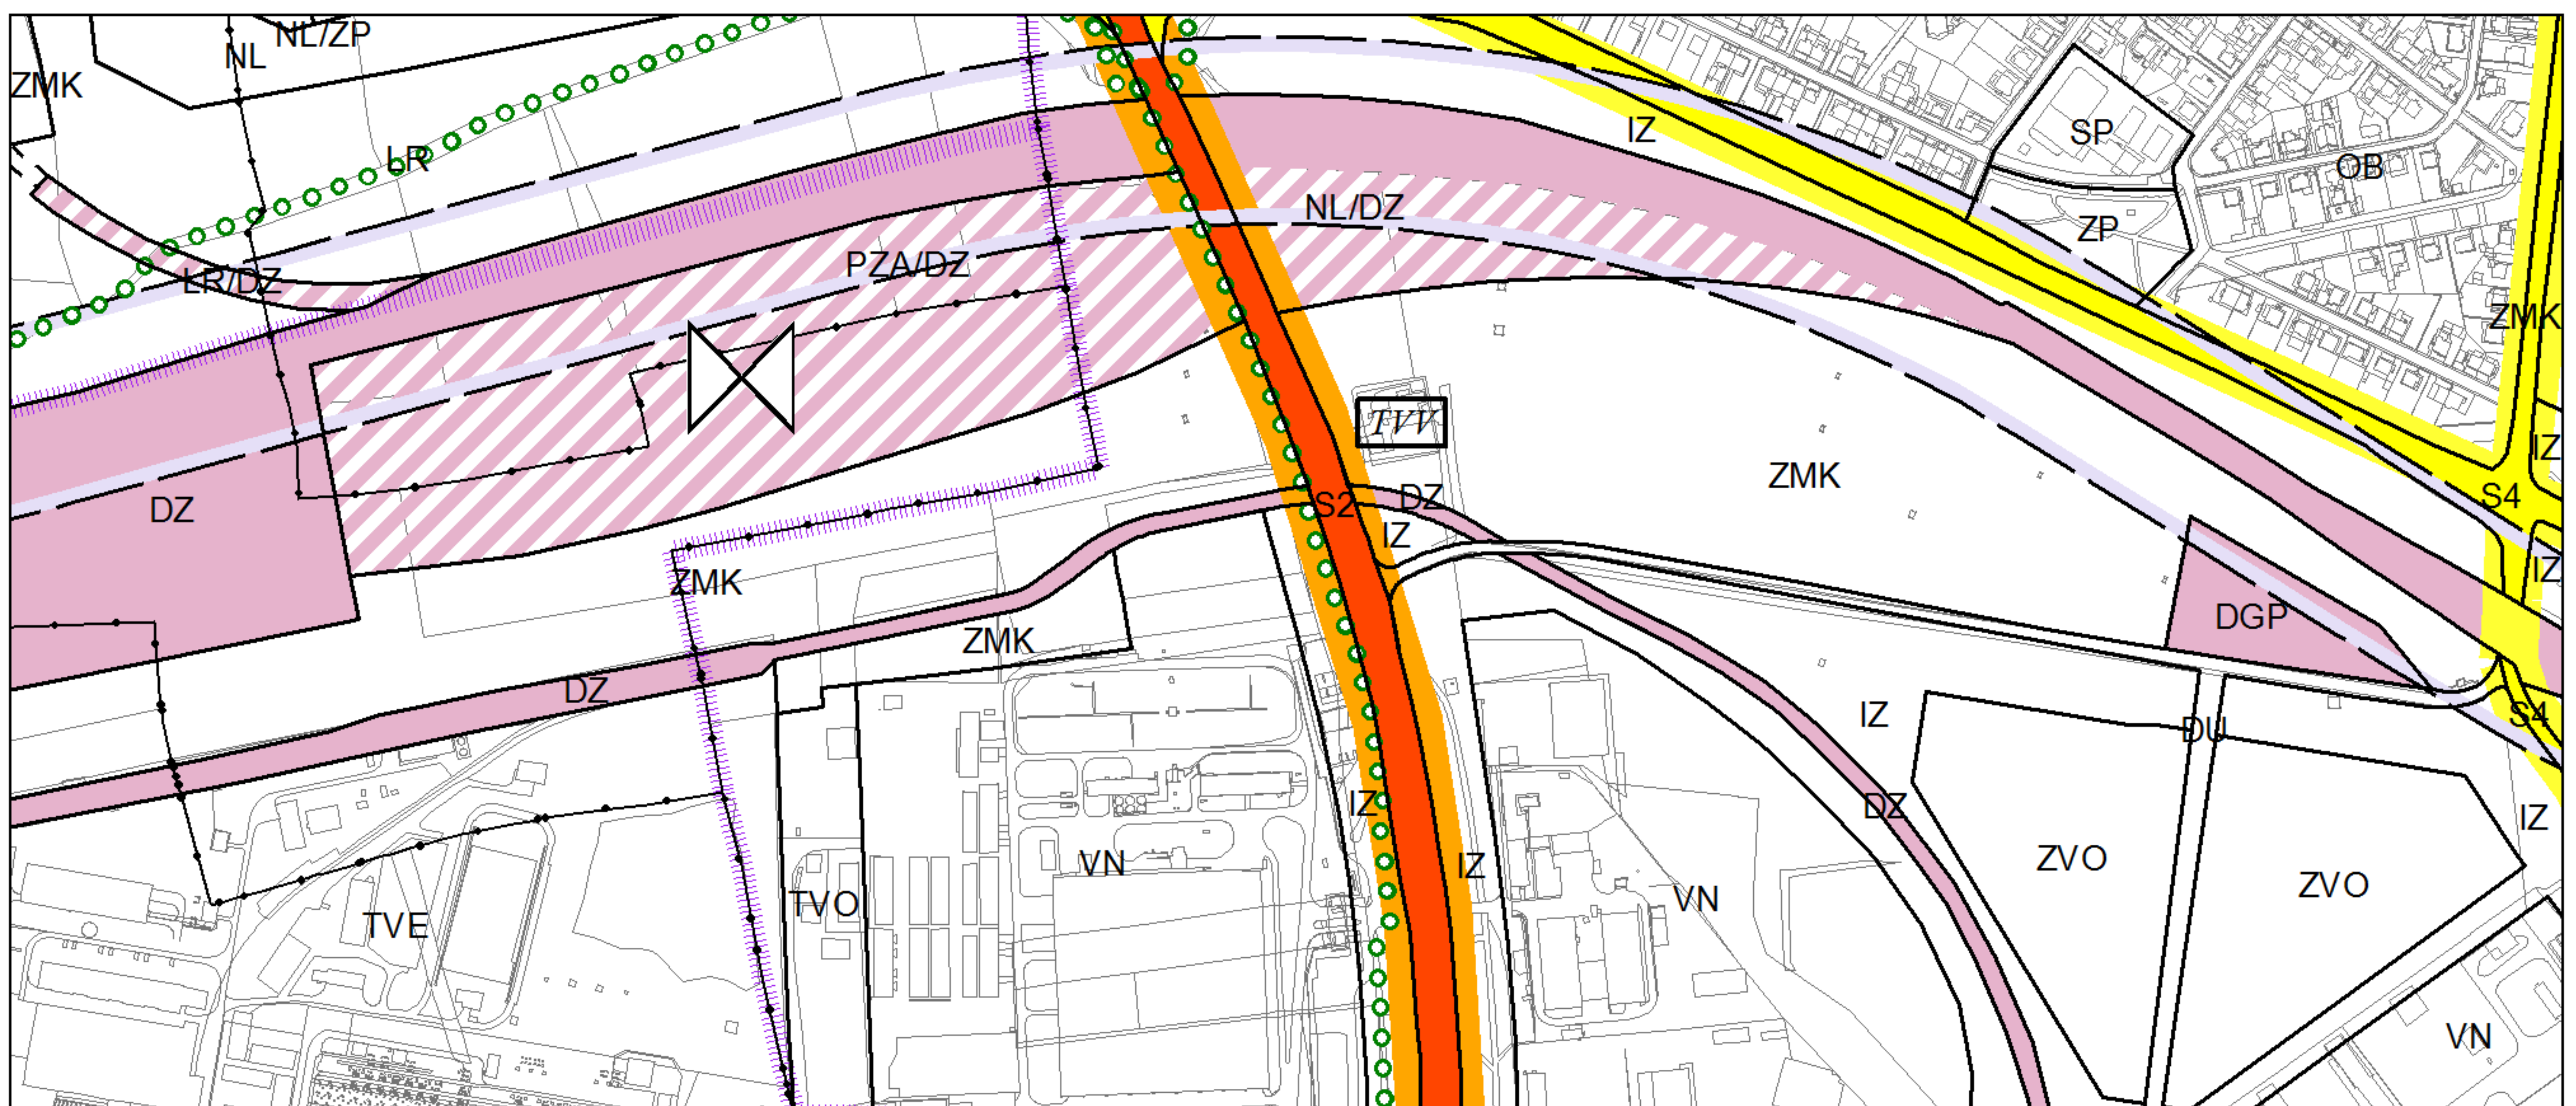 NL/ZP
NL
ZMK
IZ
SP
LR
OB
NL/DZ
ZP
PZA/DZ
LR/DZ
ZMK
TVV
IZ
ZMK
DZ
S2
DZ
S4
IZ
IZ
ZMK
DGP
ZMK
DZ
IZ
S4
DU
IZ
DZ
IZ
ZVO
VN
IZ
ZVO
TVO
VN
TVE
VN